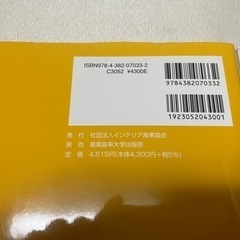 ISBN978-4-382-07033-2
C3052 ¥4300E
9784382070332
1923052043001
発行 社団法人インテリア産業協会
発売 産業能率大学出版部
定価 4,515円(本体4,300円+税5%)